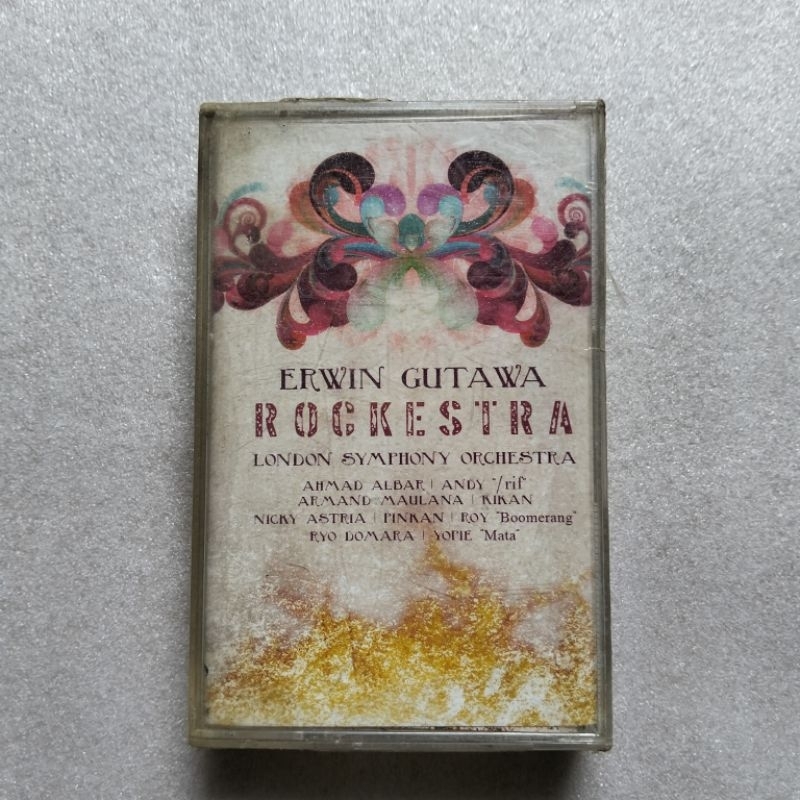 ERWIN GUTAWA
ROCKESTRA
LONDON SYMPHONY ORCHESTRA
AHMAD ALBAR | ANDY "/rif"
ARMAND MAULANA | KIKAN
NICKY ASTRIA | PINKAN | ROY "Boomerang"
RYO DOMARA | YOPIE "Mata"